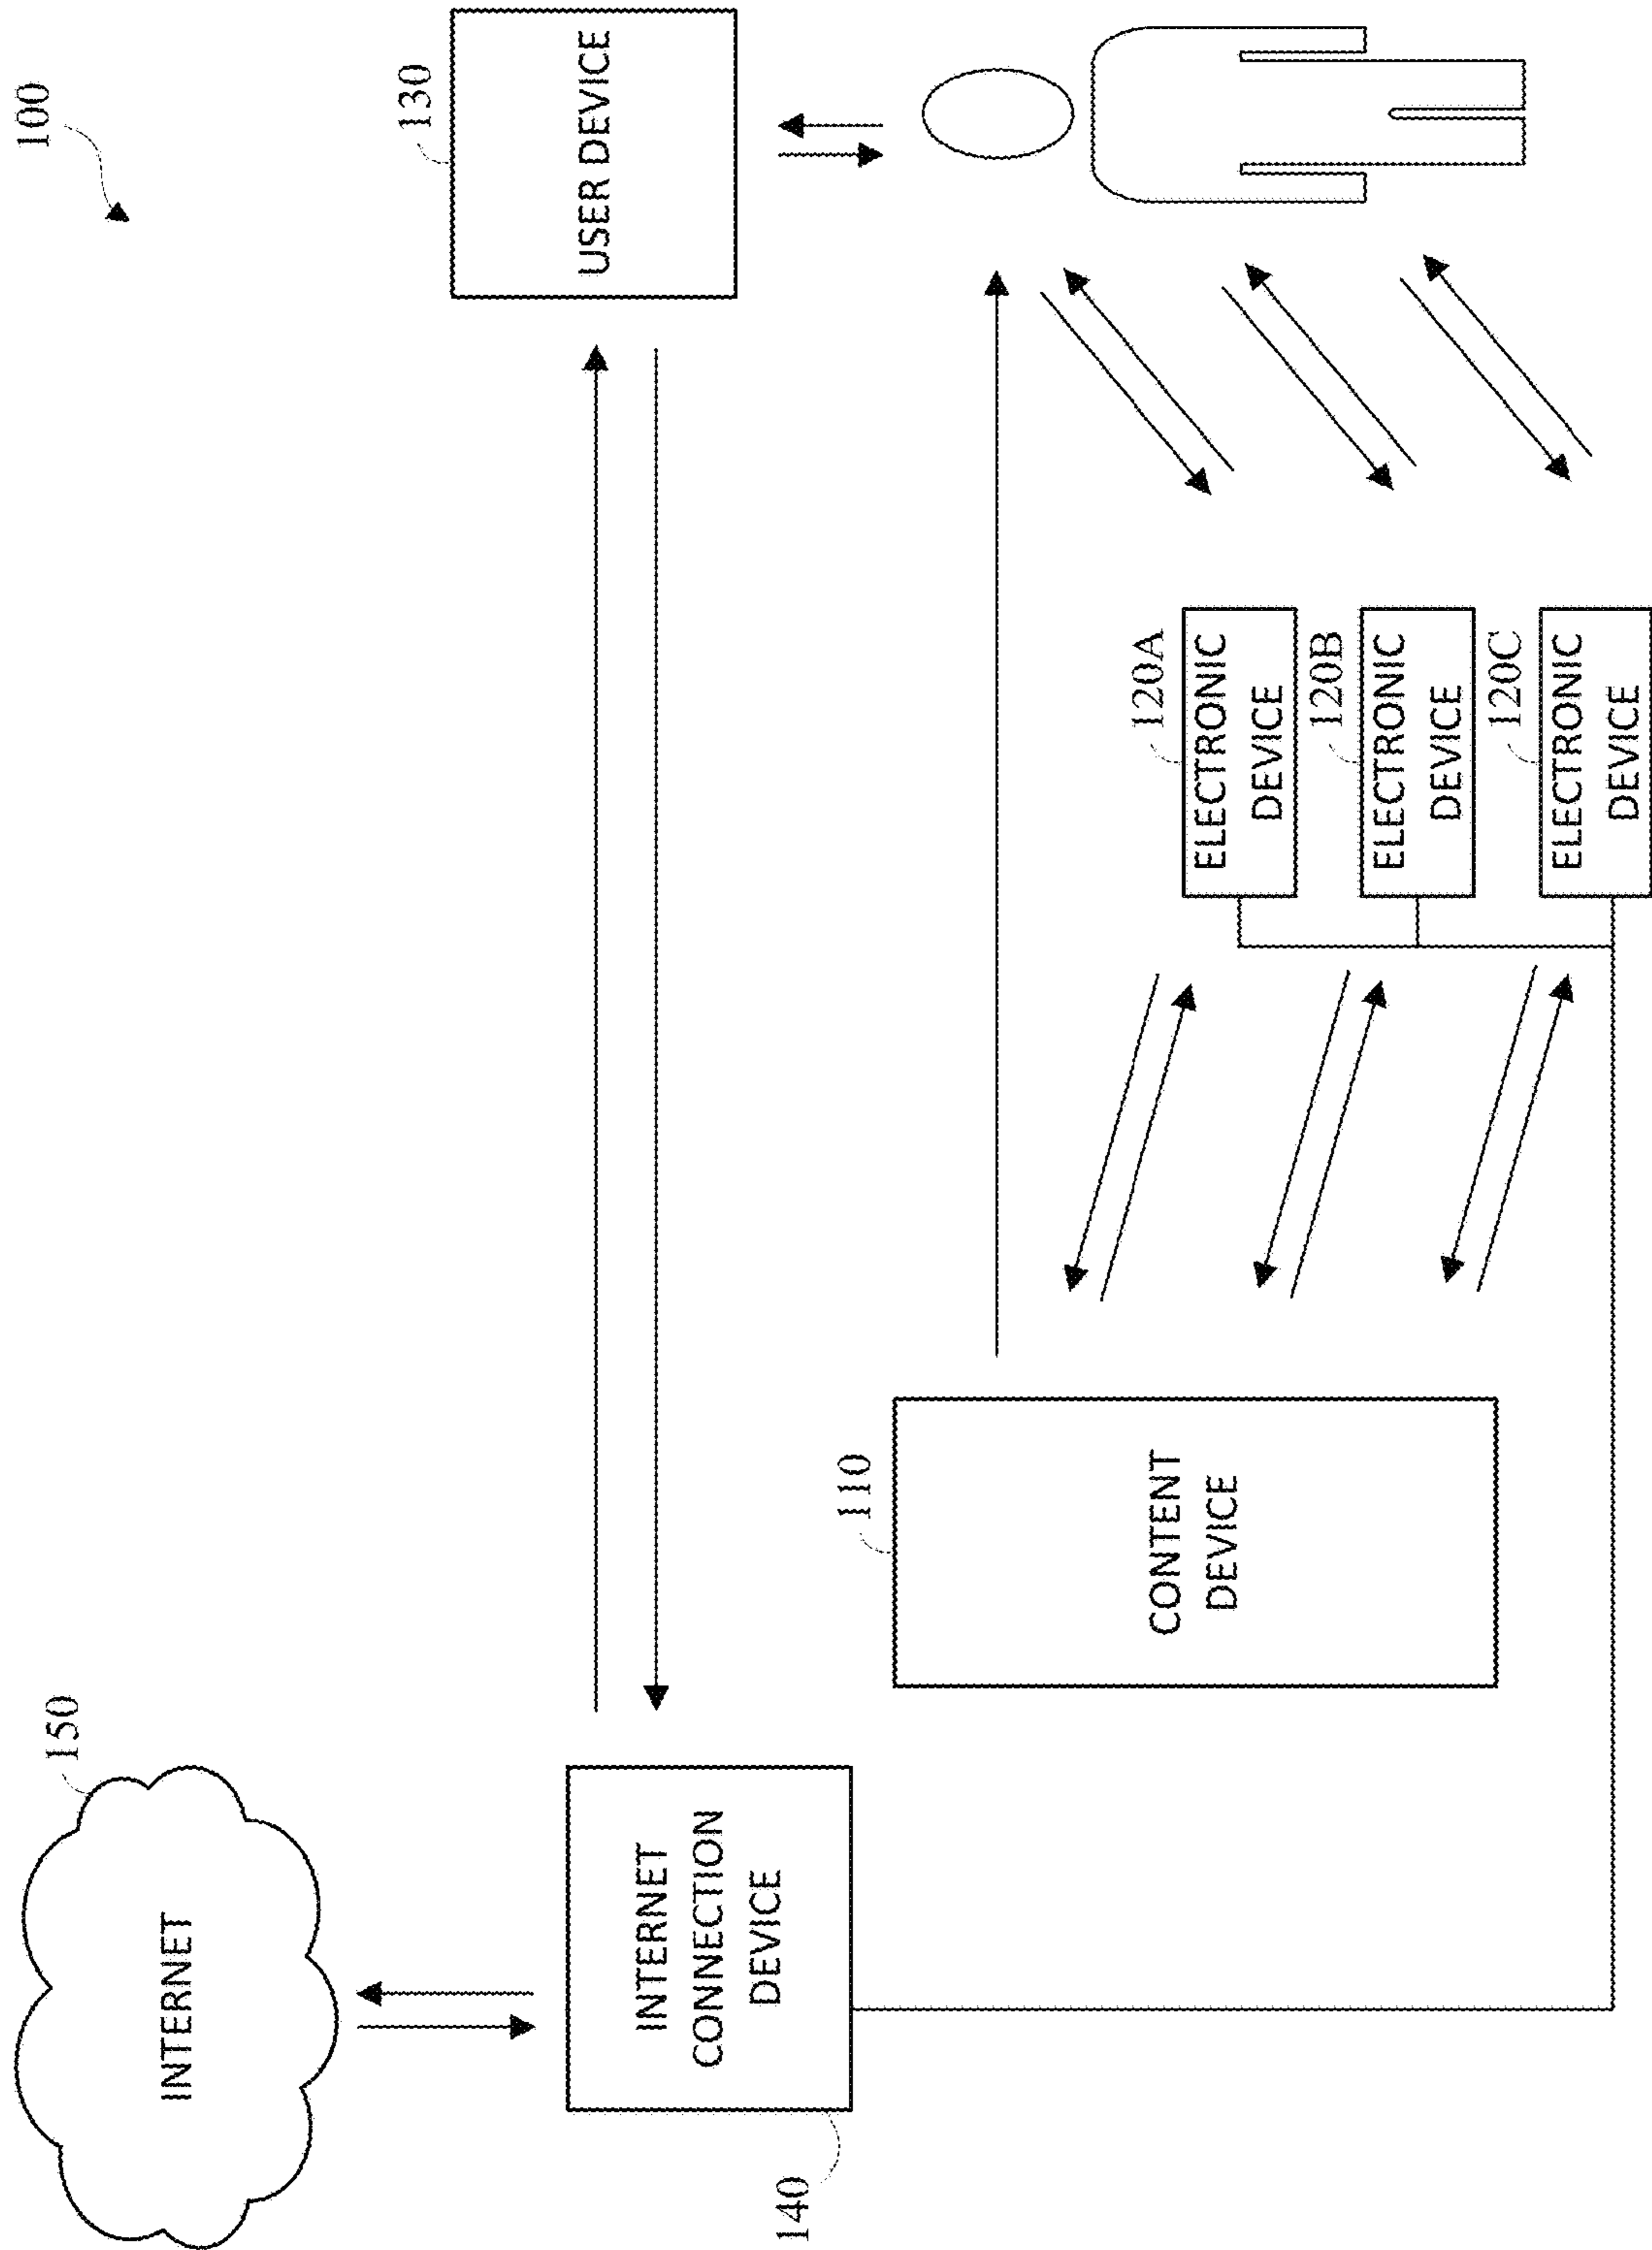 100
150
INTERNET
130
USER DEVICE
INTERNET
CONNECTION
DEVICE
140
110
CONTENT
DEVICE
120A
ELECTRONIC
DEVICE
120B
ELECTRONIC
DEVICE
120C
ELECTRONIC
DEVICE